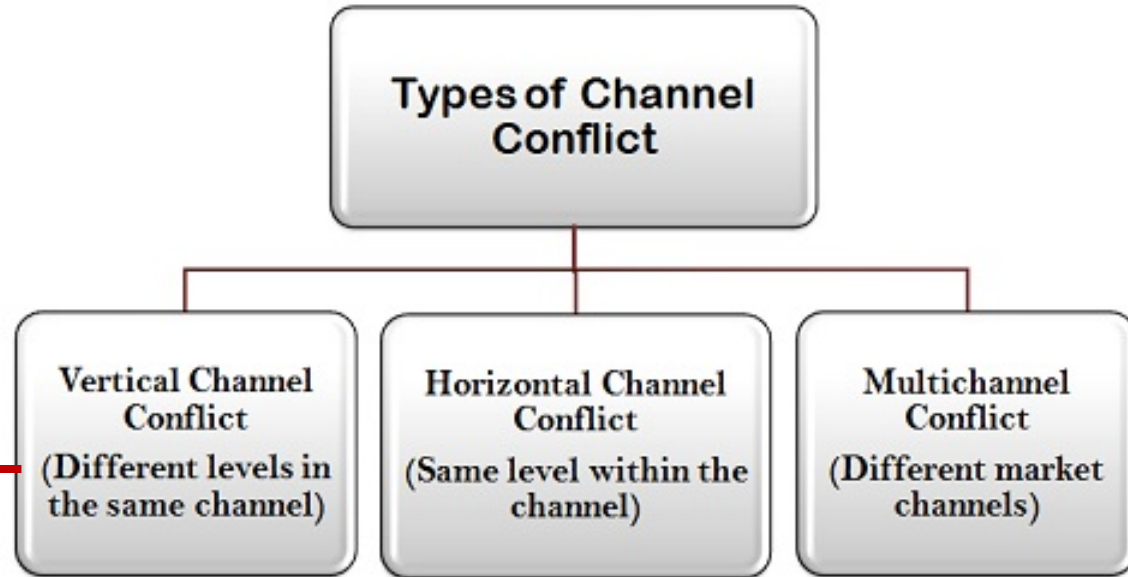 Types of Channel
Conflict
Vertical Channel
Conflict
(Different levels in
the same channel)
Horizontal Channel
Conflict
(Same level within the
channel)
Multichannel
Conflict
(Different market
channels)